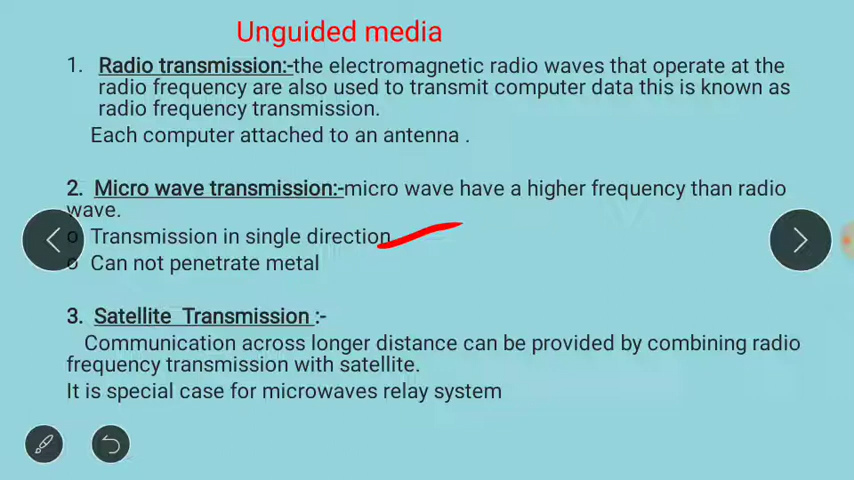 Unguided media
1. Radio transmission:-the electromagnetic radio waves that operate at the
radio frequency are also used to transmit computer data this is known as
radio frequency transmission.
Each computer attached to an antenna .
2. Micro wave transmission:-micro wave have a higher frequency than radio
wave.
o Transmission in single direction
o Can not penetrate metal
3. Satellite Transmission :-
Communication across longer distance can be provided by combining radio
frequency transmission with satellite.
It is special case for microwaves relay system